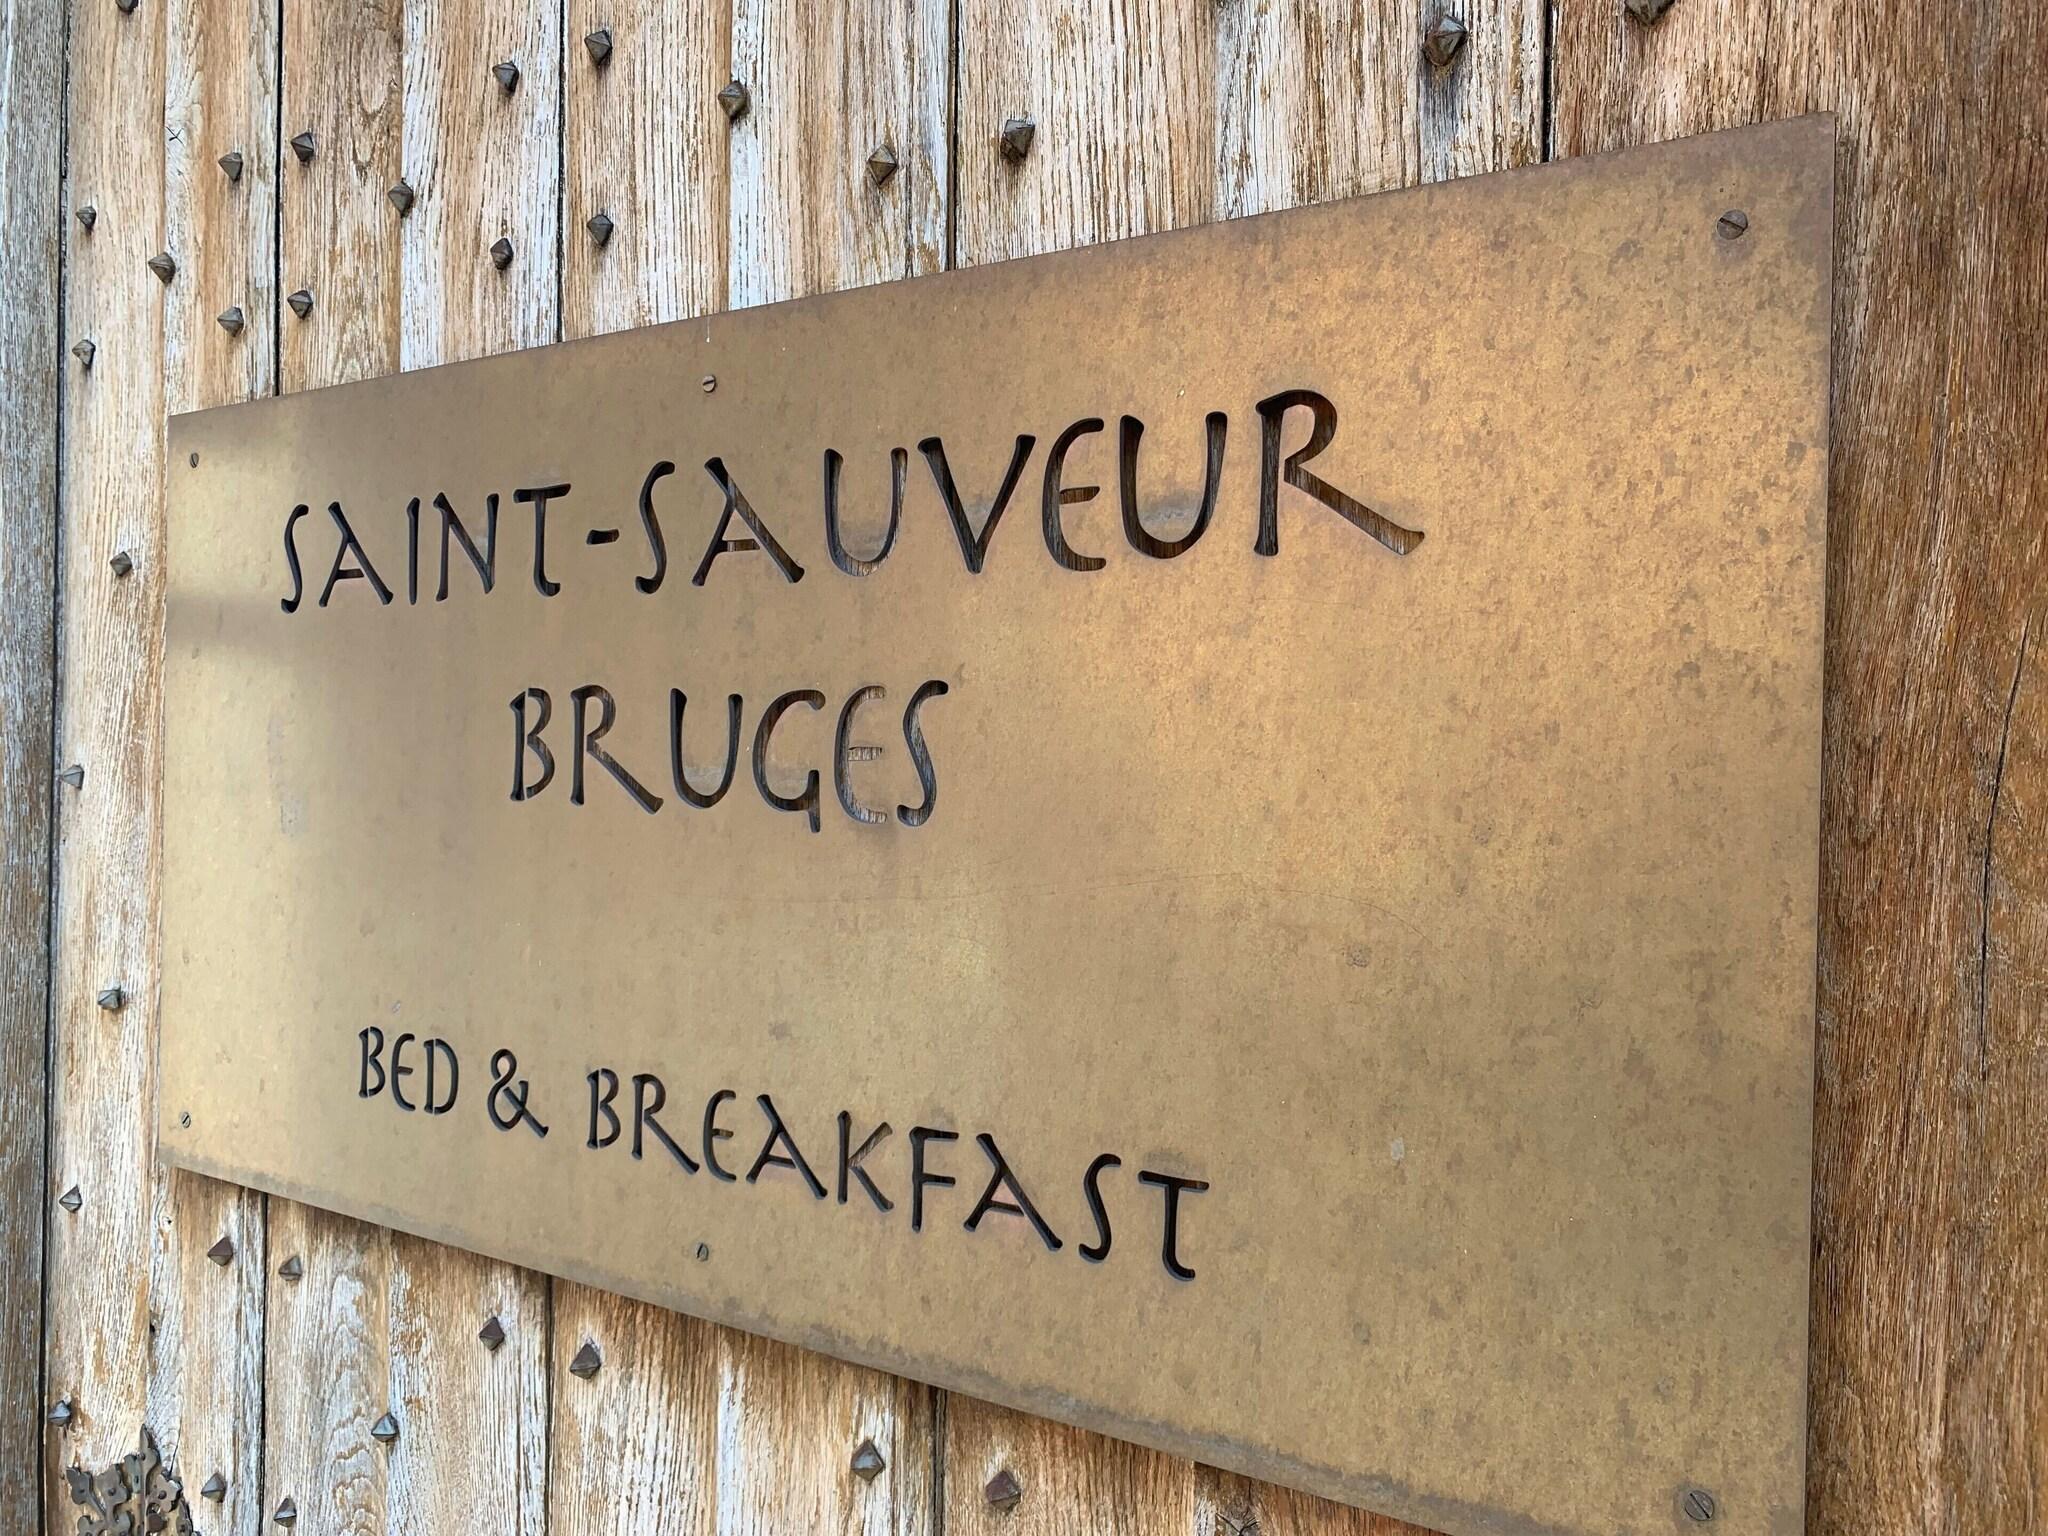 SAINT-SAUVEUR
BRUGES
BED & BREAKFAST